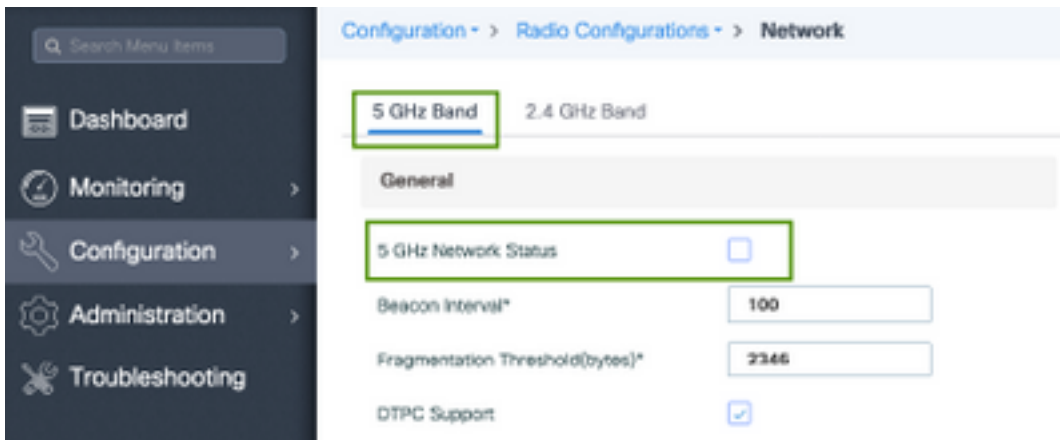 Search Menu Items
Dashboard
Monitoring
Configuration
Administration
Troubleshooting
Configuration > Radio Configurations > Network
5 GHz Band
2.4 GHz Band
General
5 GHz Network Status
Beacon Interval*
100
Fragmentation Threshold(bytes)*
2346
DTPC Support